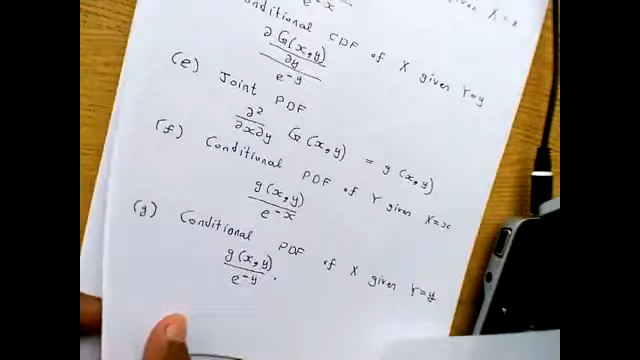 e^-x
Conditional CDF of X given Y=y
∂G(x,y)
∂y
e^-y
(e) Joint PDF
∂²/∂x∂y G(x,y) = g(x,y)
(f) Conditional PDF of Y given X=x
g(x,y)
e^-x
(g) Conditional PDF of X given Y=y
g(x,y)
e^-y .